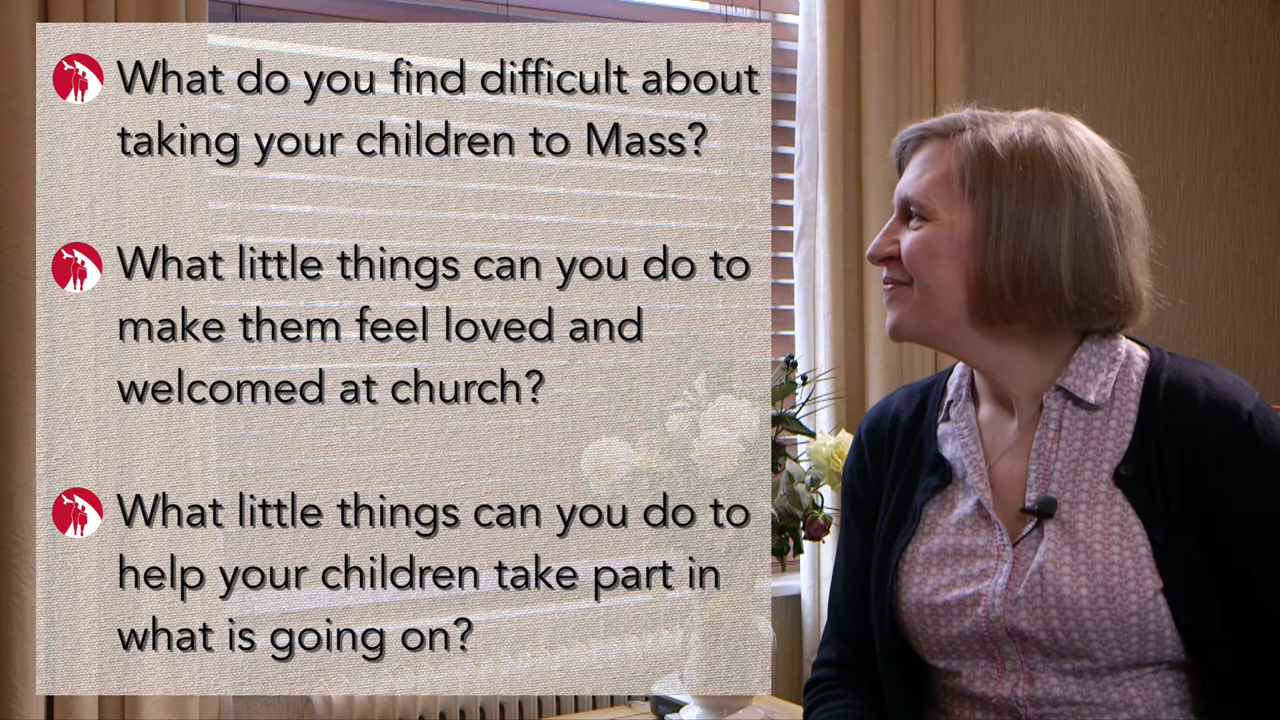 What do you find difficult about
taking your children to Mass?
What little things can you do to
make them feel loved and
welcomed at church?
What little things can you do to
help your children take part in
what is going on?